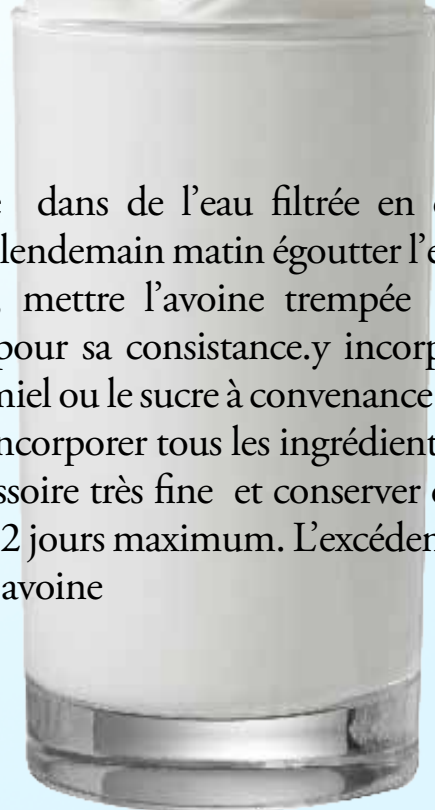 dans de l’eau filtrée en
lendemain matin égoutter l’e
mettre l’avoine trempée
pour sa consistance.y incorp
miel ou le sucre à convenance
ncorporer tous les ingrédient
ssoire très fine et conserver
2 jours maximum. L’excéden
avoine